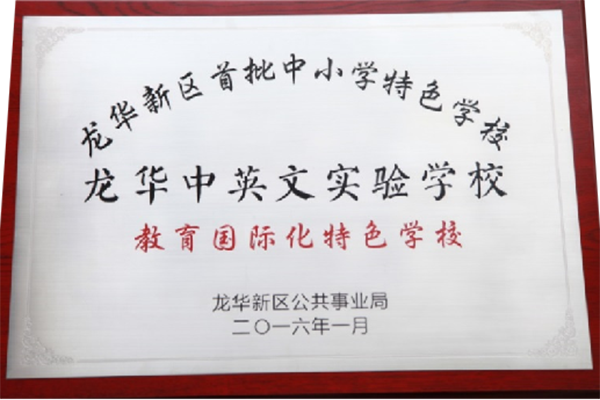 龙华新区首批中小学特色学校
龙华中英文实验学校
教育国际化特色学校
龙华新区公共事业局
二〇一六年一月